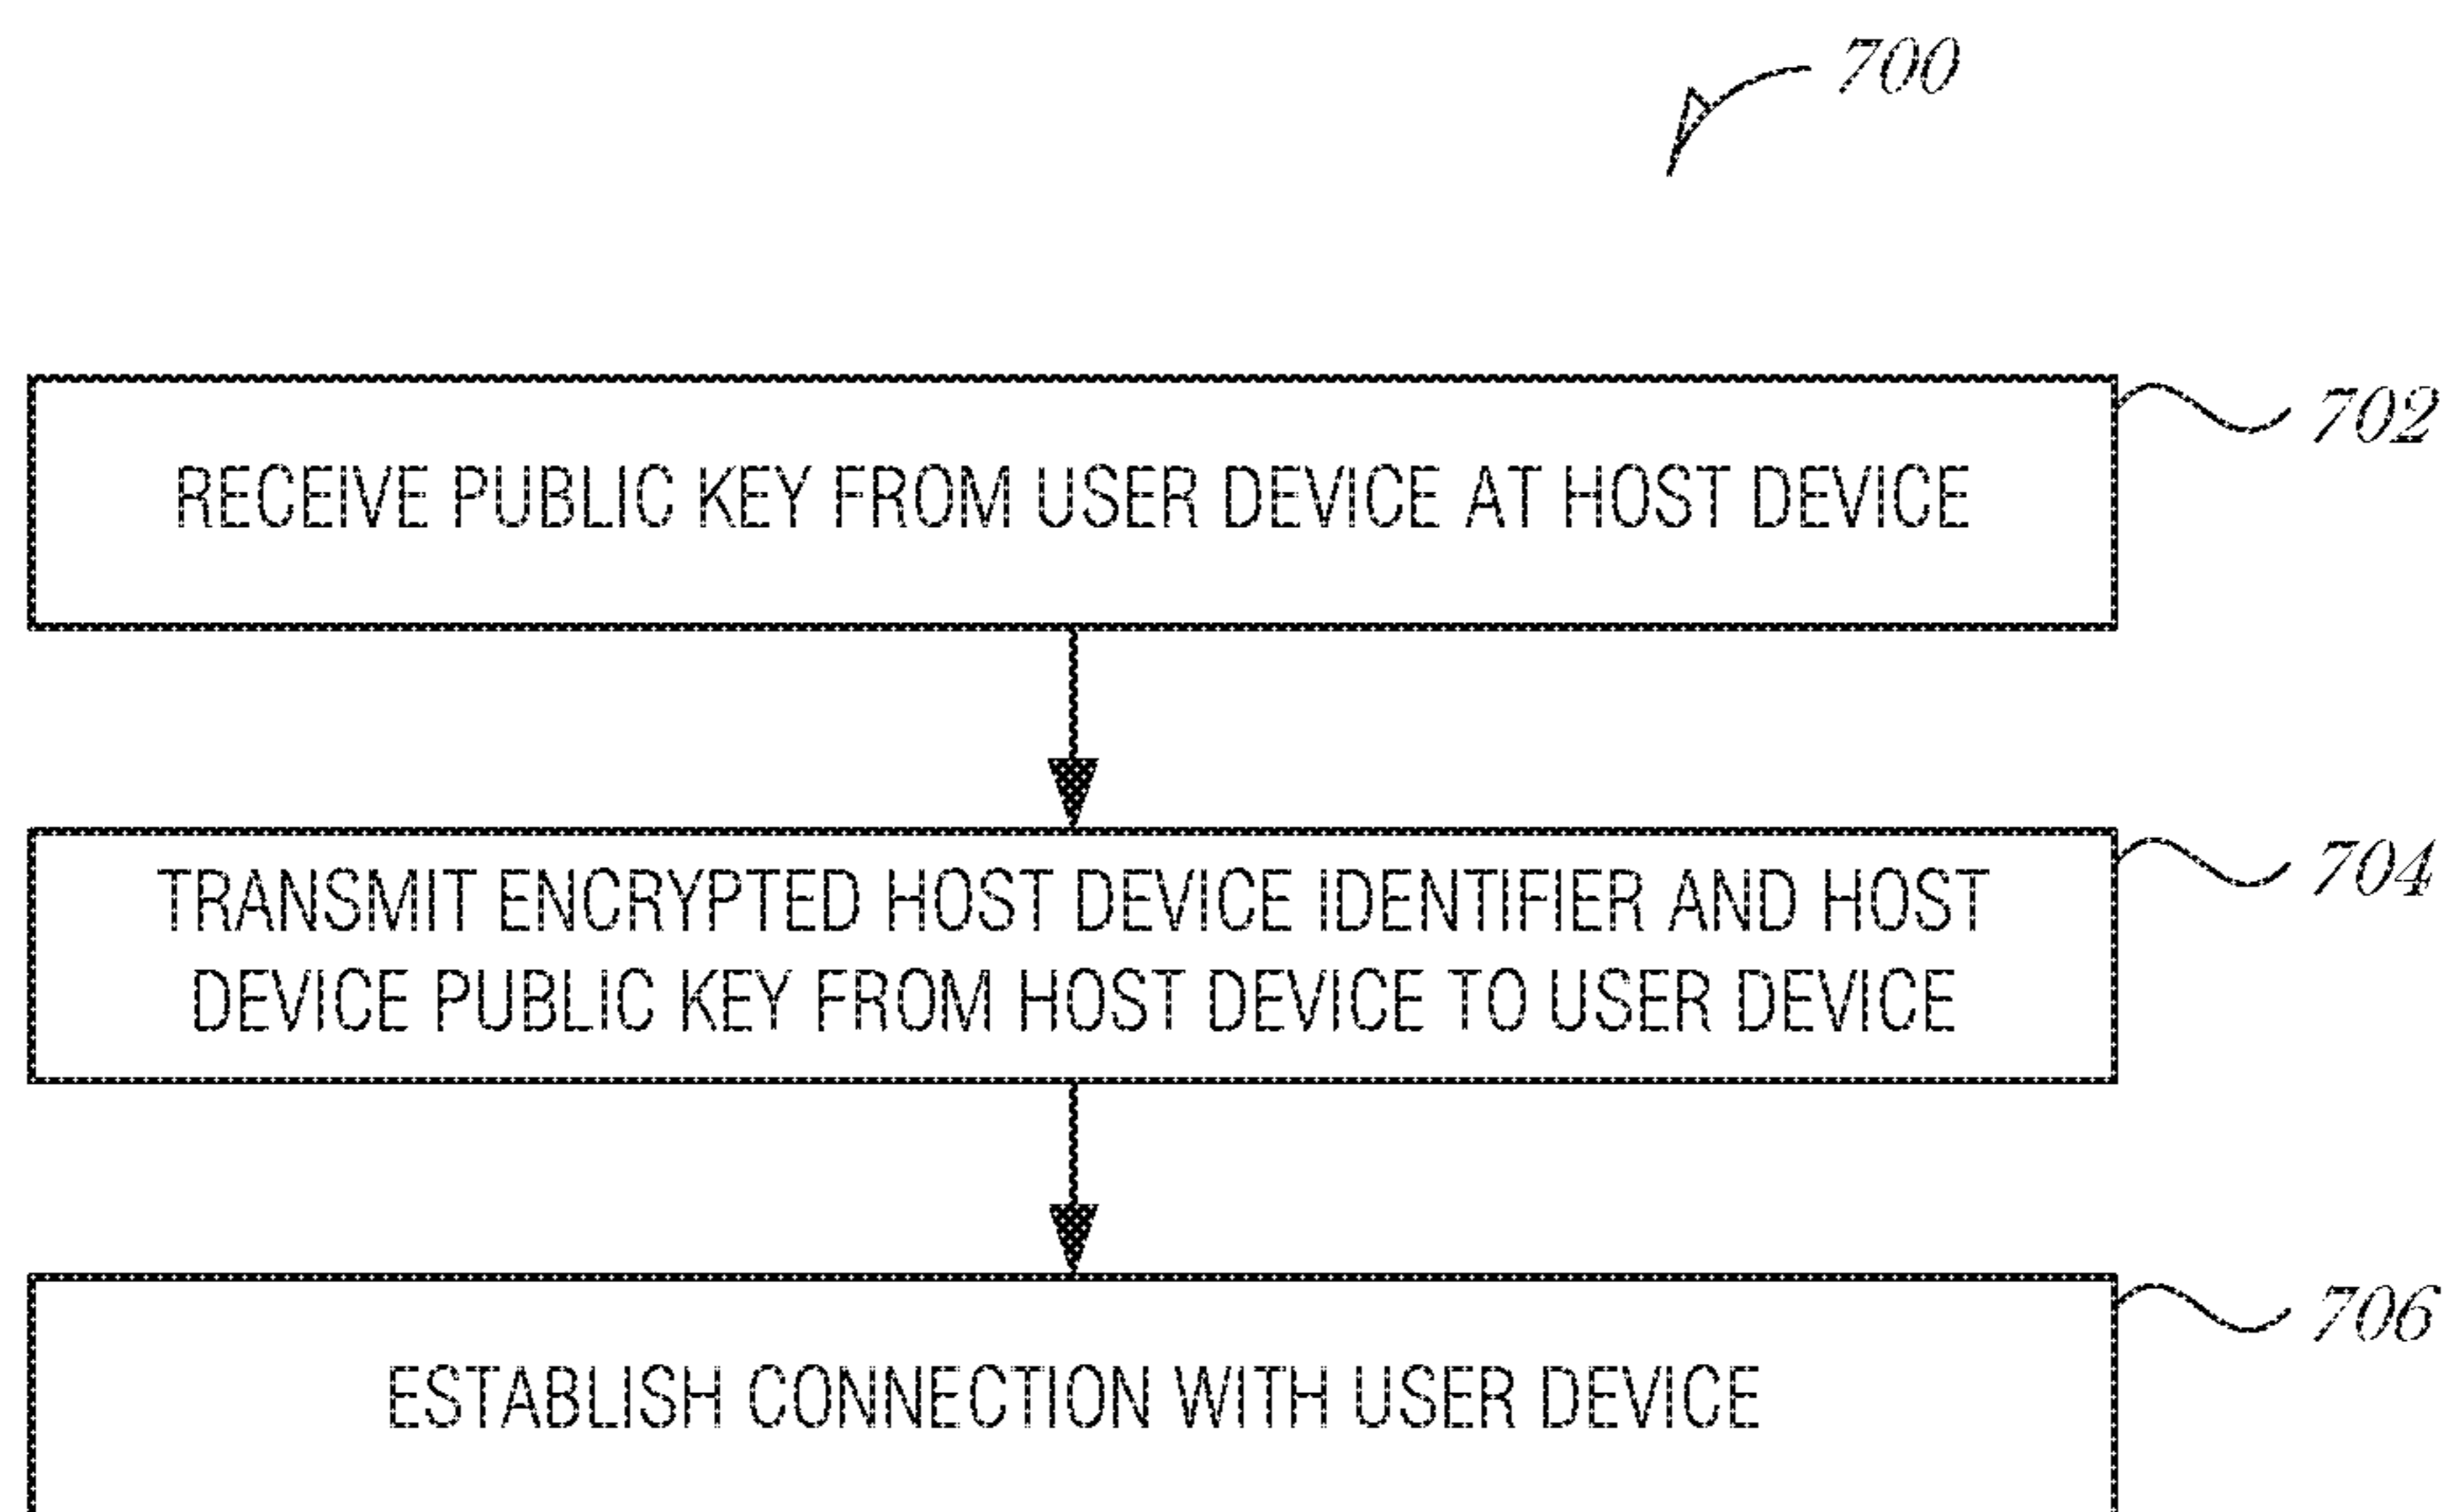 700
702
RECEIVE PUBLIC KEY FROM USER DEVICE AT HOST DEVICE
704
TRANSMIT ENCRYPTED HOST DEVICE IDENTIFIER AND HOST
DEVICE PUBLIC KEY FROM HOST DEVICE TO USER DEVICE
706
ESTABLISH CONNECTION WITH USER DEVICE